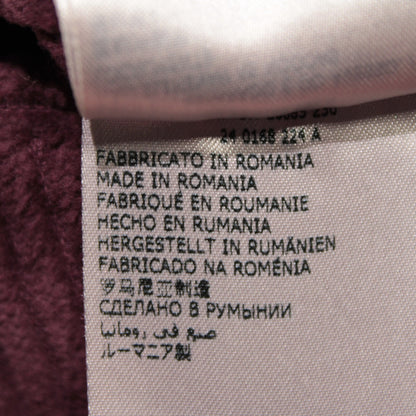 24 0168 224 A
FABBRICATO IN ROMANIA
MADE IN ROMANIA
FABRIQUÉ EN ROUMANIE
HECHO EN RUMANIA
HERGESTELLT IN RUMÄNIEN
FABRICADO NA ROMÉNIA
罗马尼亚制造
СДЕЛАНО В РУМЫНИИ
صنع في رومانيا
ルーマニア製